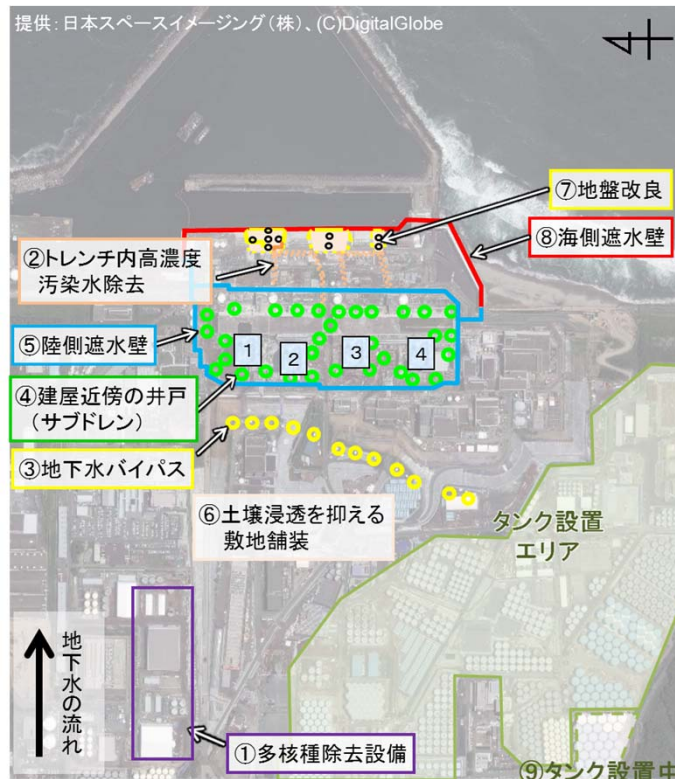 提供：日本スペースイメージング（株）、(C)DigitalGlobe
⑦地盤改良
⑧海側遮水壁
②トレンチ内高濃度
汚染水除去
⑤陸側遮水壁
1
2
3
4
④建屋近傍の井戸
（サブドレン）
③地下水バイパス
⑥土壌浸透を抑える
敷地舗装
タンク設置
エリア
地下水の流れ
①多核種除去設備
⑨タンク設置中